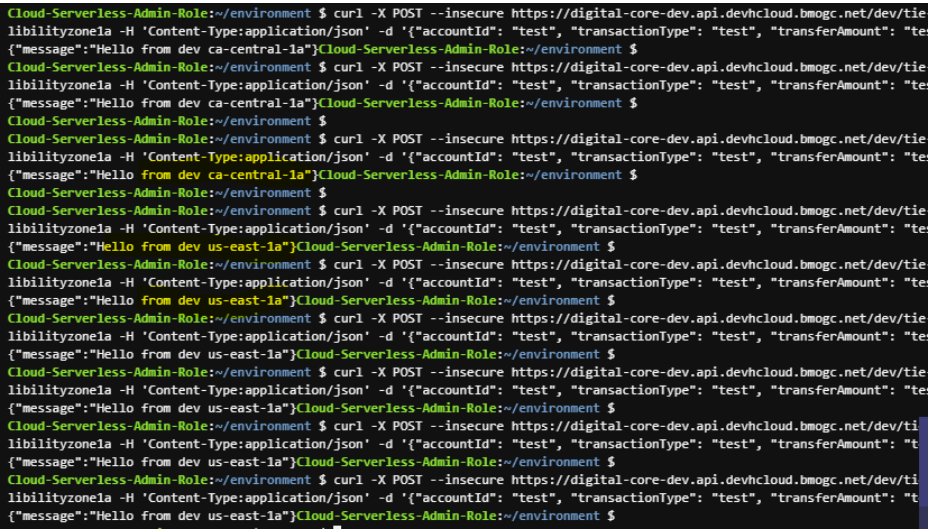 Cloud-Serverless-Admin-Role:~/environment $ curl -X POST --insecure https://digital-core-dev.api.devhcloud.bmogc.net/dev/tie-
libilityzone1a -H 'Content-Type:application/json' -d '{"accountId": "test", "transactionType": "test", "transferAmount": "tes
{"message":"Hello from dev ca-central-1a"}Cloud-Serverless-Admin-Role:~/environment $
Cloud-Serverless-Admin-Role:~/environment $ curl -X POST --insecure https://digital-core-dev.api.devhcloud.bmogc.net/dev/tie-
libilityzone1a -H 'Content-Type:application/json' -d '{"accountId": "test", "transactionType": "test", "transferAmount": "tes
{"message":"Hello from dev ca-central-1a"}Cloud-Serverless-Admin-Role:~/environment $
Cloud-Serverless-Admin-Role:~/environment $
Cloud-Serverless-Admin-Role:~/environment $ curl -X POST --insecure https://digital-core-dev.api.devhcloud.bmogc.net/dev/tie-
libilityzone1a -H 'Content-Type:application/json' -d '{"accountId": "test", "transactionType": "test", "transferAmount": "tes
{"message":"Hello from dev ca-central-1a"}Cloud-Serverless-Admin-Role:~/environment $
Cloud-Serverless-Admin-Role:~/environment $
Cloud-Serverless-Admin-Role:~/environment $ curl -X POST --insecure https://digital-core-dev.api.devhcloud.bmogc.net/dev/tie-
libilityzone1a -H 'Content-Type:application/json' -d '{"accountId": "test", "transactionType": "test", "transferAmount": "tes
{"message":"Hello from dev us-east-1a"}Cloud-Serverless-Admin-Role:~/environment $
Cloud-Serverless-Admin-Role:~/environment $ curl -X POST --insecure https://digital-core-dev.api.devhcloud.bmogc.net/dev/tie-
libilityzone1a -H 'Content-Type:application/json' -d '{"accountId": "test", "transactionType": "test", "transferAmount": "tes
{"message":"Hello from dev us-east-1a"}Cloud-Serverless-Admin-Role:~/environment $
Cloud-Serverless-Admin-Role:~/environment $ curl -X POST --insecure https://digital-core-dev.api.devhcloud.bmogc.net/dev/tie-
libilityzone1a -H 'Content-Type:application/json' -d '{"accountId": "test", "transactionType": "test", "transferAmount": "tes
{"message":"Hello from dev us-east-1a"}Cloud-Serverless-Admin-Role:~/environment $
Cloud-Serverless-Admin-Role:~/environment $ curl -X POST --insecure https://digital-core-dev.api.devhcloud.bmogc.net/dev/tie-
libilityzone1a -H 'Content-Type:application/json' -d '{"accountId": "test", "transactionType": "test", "transferAmount": "tes
{"message":"Hello from dev us-east-1a"}Cloud-Serverless-Admin-Role:~/environment $
Cloud-Serverless-Admin-Role:~/environment $ curl -X POST --insecure https://digital-core-dev.api.devhcloud.bmogc.net/dev/ti
libilityzone1a -H 'Content-Type:application/json' -d '{"accountId": "test", "transactionType": "test", "transferAmount": "t
{"message":"Hello from dev us-east-1a"}Cloud-Serverless-Admin-Role:~/environment $
Cloud-Serverless-Admin-Role:~/environment $ curl -X POST --insecure https://digital-core-dev.api.devhcloud.bmogc.net/dev/ti
libilityzone1a -H 'Content-Type:application/json' -d '{"accountId": "test", "transactionType": "test", "transferAmount": "t
{"message":"Hello from dev us-east-1a"}Cloud-Serverless-Admin-Role:~/environment $